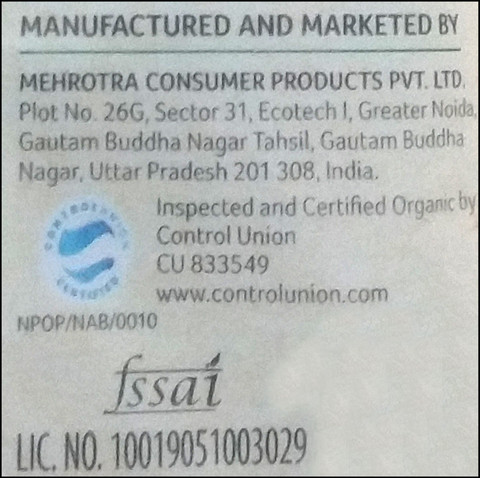 MANUFACTURED AND MARKETED BY
MEHROTRA CONSUMER PRODUCTS PVT. LTD.
Plot No. 26G, Sector 31, Ecotech I, Greater Noida,
Gautam Buddha Nagar Tahsil, Gautam Buddha
Nagar, Uttar Pradesh 201 308, India.
Inspected and Certified Organic by
Control Union
CU 833549
www.controlunion.com
CONTROLUNION
CERTIFIED
NPOP/NAB/0010
fssai
LIC. NO. 10019051003029